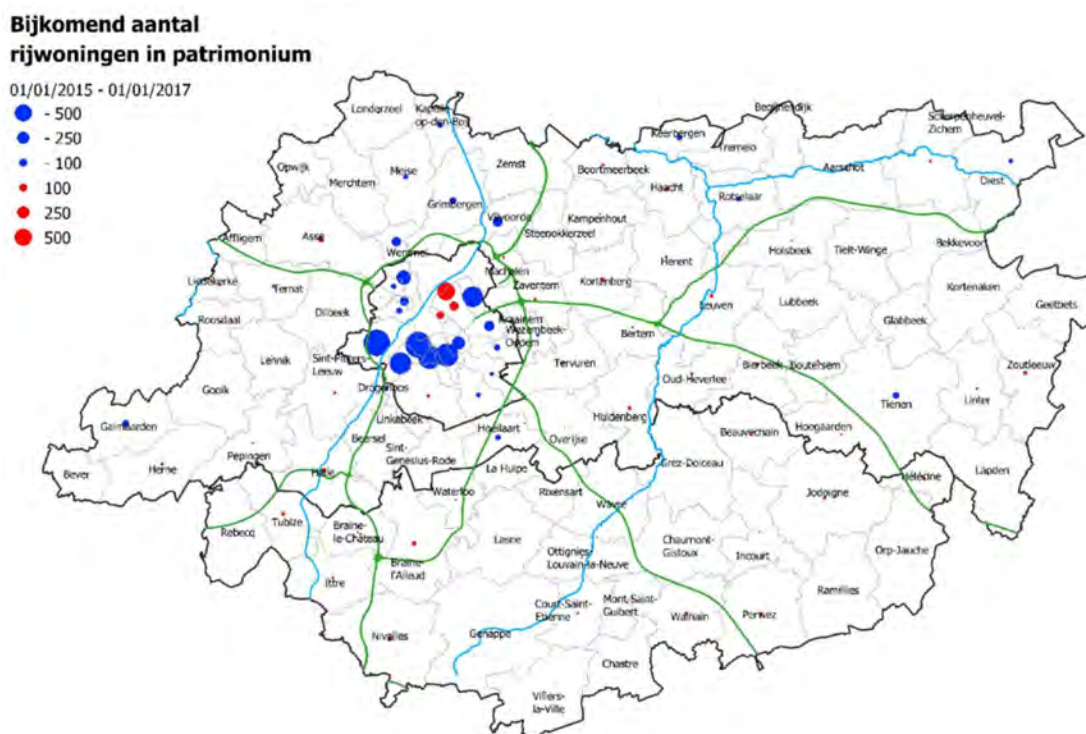 Bijkomend aantal
rijwoningen in patrimonium
01/01/2015 - 01/01/2017
- 500
- 250
- 100
100
250
500
Londerzeel
Kapelle-
op-den-Bos
Keerbergen
Begijnendijk
Tremelo
Scherpenheuvel-
Zichem
Zemst
Opwijk
Merchtem
Meise
Boortmeerbeek
Aarschot
Diest
Haacht
Rotselaar
Grimbergen
Vilvoorde
Kampenhout
Steenokkerzeel
Affligem
Asse
Wemmel
Holsbeek
Tielt-Winge
Bekkevoort
Machelen
Herent
Liedekerke
Ternat
Zaventem
Kortenberg
Kortenaken
Geetbets
Leuven
Lubbeek
Roosdaal
Dilbeek
Kraainem
Glabbeek
Wezembeek-
Oppem
Bertem
Lennik
Sint-Pieters-
Leeuw
Tervuren
Bierbeek
Boutersem
Zoutleeuw
Oud-Heverlee
Gooik
Drogenbos
Tienen
Linter
Galmaarden
Linkebeek
Hoeilaart
Huldenberg
Hoegaarden
Beersel
Overijse
Beauvechain
Sint-
Genesius-Rode
Pepingen
Bever
Herne
Halle
La Hulpe
Grez-Doiceau
Landen
Hélécine
Waterloo
Rixensart
Wavre
Jodoigne
Rebecq
Tubize
Braine-
le-Château
Lasne
Chaumont-
Gistoux
Ottignies-
Louvain-la-Neuve
Incourt
Orp-Jauche
Braine-
l'Alleud
Ittre
Ramillies
Court-Saint-
Etienne
Mont-Saint-
Guibert
Walhain
Perwez
Nivelles
Genappe
Chastre
Villers-
la-Ville